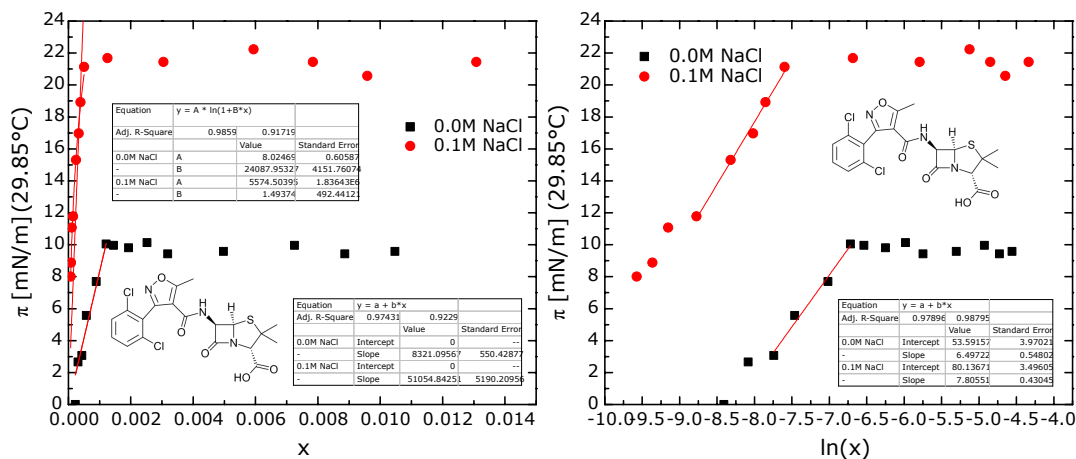 π [mN/m] (29.85°C)
24
22
20
18
16
14
12
10
8
6
4
2
0
0.000 0.002 0.004 0.006 0.008 0.010 0.012 0.014
x
Equation y = A * ln(1+B*x)
Adj. R-Square 0.9859 0.91719
Value Standard Error
0.0M NaCl A 8.02469 0.60587
- B 24087.95327 4151.76074
0.1M NaCl A 5574.50395 1.83643E6
- B 1.49374 492.44121
0.0M NaCl
0.1M NaCl
Cl
N
O
CH₃
O
NH
H
S
Cl
O
N
HO
O
Equation y = a + b*x
Adj. R-Square 0.97431 0.9229
Value Standard Error
0.0M NaCl Intercept 0 --
- Slope 8321.09567 550.42877
0.1M NaCl Intercept 0 --
- Slope 51054.84251 5190.20956
π [mN/m] (29.85°C)
24
22
20
18
16
14
12
10
8
6
4
2
0
-10.0 -9.5 -9.0 -8.5 -8.0 -7.5 -7.0 -6.5 -6.0 -5.5 -5.0 -4.5 -4.0
ln(x)
0.0M NaCl
0.1M NaCl
N
O
Cl
O
NH
H
S
Cl
O
N
HO
O
Equation y = a + b*x
Adj. R-Square 0.97896 0.98795
Value Standard Error
0.0M NaCl Intercept 53.59157 3.97021
- Slope 6.49722 0.54802
0.1M NaCl Intercept 80.13671 3.49605
- Slope 7.80551 0.43045